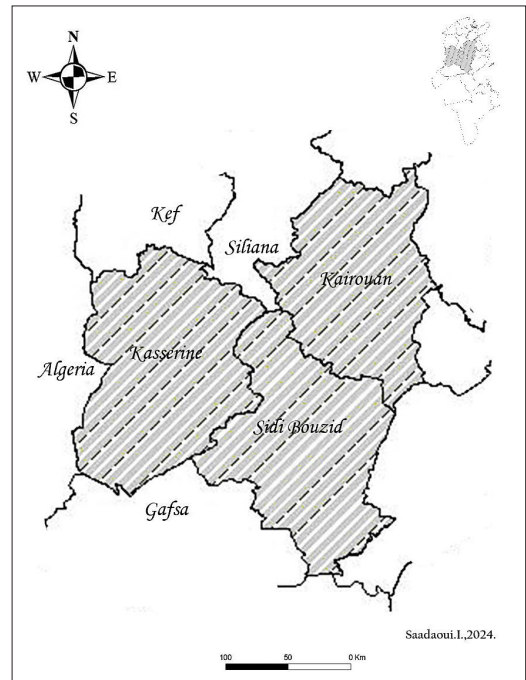 N
W E
S
Kef
Siliana
Kairouan
Kasserine
Algeria
Sidi Bouzid
Gafsa
Saadaoui.I.,2024.
100 50 0 Km